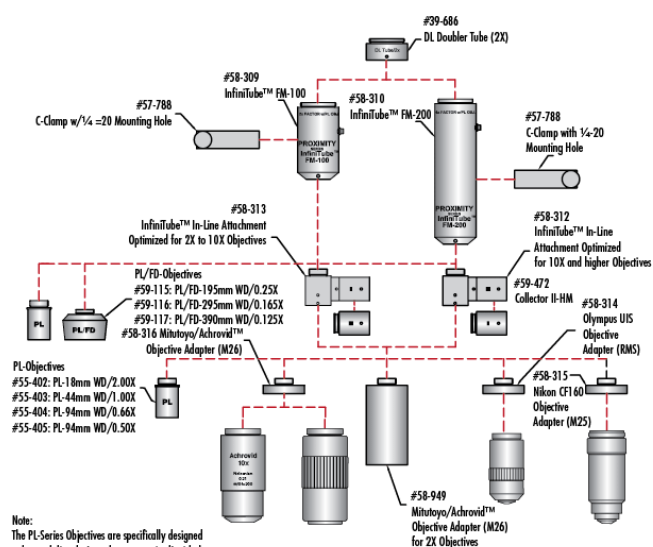 #39-686
DL Doubler Tube (2X)
DL Tube/2x
#58-309
InfiniTube™ FM-100
#58-310
InfiniTube™ FM-200
#57-788
C-Clamp w/¼ =20 Mounting Hole
#57-788
C-Clamp with ¼-20
Mounting Hole
PROXIMITY
InfiniTube™
FM-100
PROXIMITY
InfiniTube™
FM-200
#58-313
InfiniTube™ In-Line Attachment
Optimized for 2X to 10X Objectives
#58-312
InfiniTube™ In-Line
Attachment Optimized
for 10X and higher Objectives
PL
PL/FD
PL/FD-Objectives
#59-115: PL/FD-195mm WD/0.25X
#59-116: PL/FD-295mm WD/0.165X
#59-117: PL/FD-390mm WD/0.125X
#59-472
Collector II-HM
#58-314
Olympus UIS
Objective
Adapter (RMS)
#58-316 Mitutoyo/Achrovid™
Objective Adapter (M26)
PL-Objectives
#55-402: PL-18mm WD/2.00X
#55-403: PL-44mm WD/1.00X
#55-404: PL-94mm WD/0.66X
#55-405: PL-94mm WD/0.50X
PL
#58-315
Nikon CF160
Objective
Adapter (M25)
Achrovid
10x
#58-949
Mitutoyo/Achrovid™
Objective Adapter (M26)
for 2X Objectives
Note:
The PL-Series Objectives are specifically designed